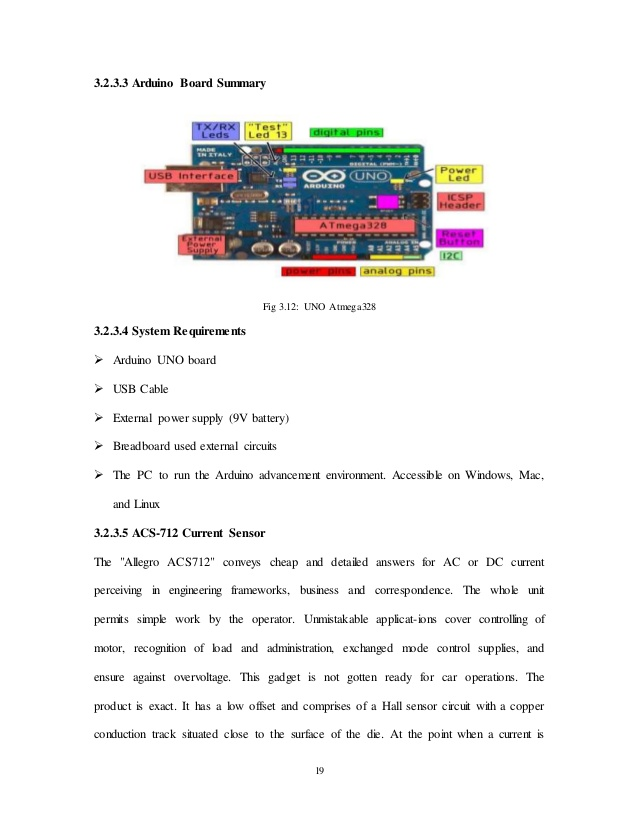 3.2.3.3 Arduino Board Summary
TX/RX
Leds
"Test"
Led 13
digital pins
MADE
IN ITALY
DIGITAL (PWM~)
USB Interface
UNO
ARDUINO
Power
Led
ICSP
Header
ATmega328
External
Power
Supply
Reset
Button
I2C
POWER
ANALOG IN
power pins
analog pins
Fig 3.12: UNO Atmega328
3.2.3.4 System Requirements
➢ Arduino UNO board
➢ USB Cable
➢ External power supply (9V battery)
➢ Breadboard used external circuits
➢ The PC to run the Arduino advancement environment. Accessible on Windows, Mac,
and Linux
3.2.3.5 ACS-712 Current Sensor
The "Allegro ACS712" conveys cheap and detailed answers for AC or DC current
perceiving in engineering frameworks, business and correspondence. The whole unit
permits simple work by the operator. Unmistakable applicat-ions cover controlling of
motor, recognition of load and administration, exchanged mode control supplies, and
ensure against overvoltage. This gadget is not gotten ready for car operations. The
product is exact. It has a low offset and comprises of a Hall sensor circuit with a copper
conduction track situated close to the surface of the die. At the point when a current is
19